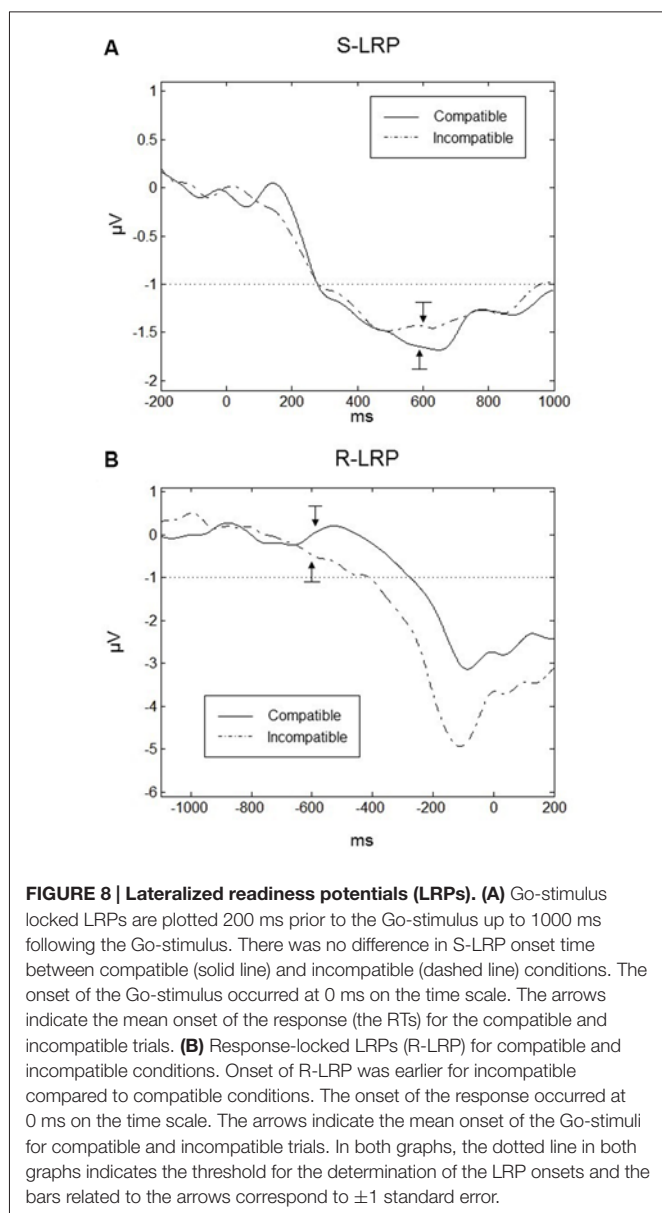 A
S-LRP
Compatible
Incompatible
1
0.5
0
-0.5
-1
-1.5
-2
µV
-200 0 200 400 600 800 1000
ms
B
R-LRP
1
0
-1
-2
-3
-4
-5
-6
µV
Compatible
Incompatible
-1000 -800 -600 -400 -200 0 200
ms
FIGURE 8 | Lateralized readiness potentials (LRPs). (A) Go-stimulus
locked LRPs are plotted 200 ms prior to the Go-stimulus up to 1000 ms
following the Go-stimulus. There was no difference in S-LRP onset time
between compatible (solid line) and incompatible (dashed line) conditions. The
onset of the Go-stimulus occurred at 0 ms on the time scale. The arrows
indicate the mean onset of the response (the RTs) for the compatible and
incompatible trials. (B) Response-locked LRPs (R-LRP) for compatible and
incompatible conditions. Onset of R-LRP was earlier for incompatible
compared to compatible conditions. The onset of the response occurred at
0 ms on the time scale. The arrows indicate the mean onset of the Go-stimuli
for compatible and incompatible trials. In both graphs, the dotted line in both
graphs indicates the threshold for the determination of the LRP onsets and the
bars related to the arrows correspond to ±1 standard error.